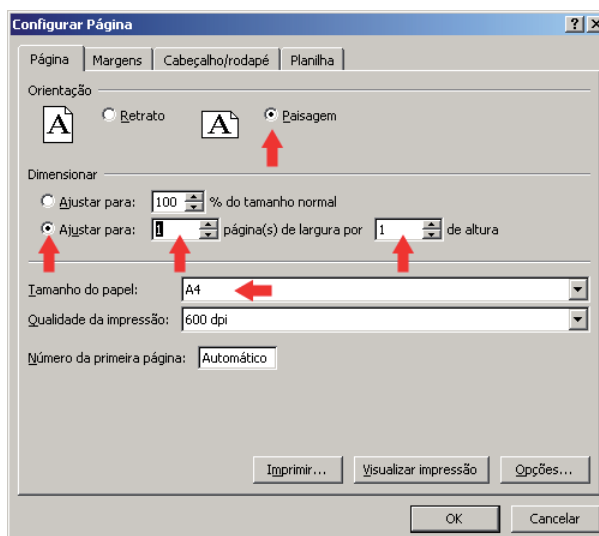 Configurar Página
Página Margens Cabeçalho/rodapé Planilha
Orientação
A Retrato A Paisagem
Dimensionar
Ajustar para: 100 % do tamanho normal
Ajustar para: 1 página(s) de largura por 1 de altura
Tamanho do papel: A4
Qualidade da impressão: 600 dpi
Número da primeira página: Automático
Imprimir... Visualizar impressão Opções...
OK Cancelar